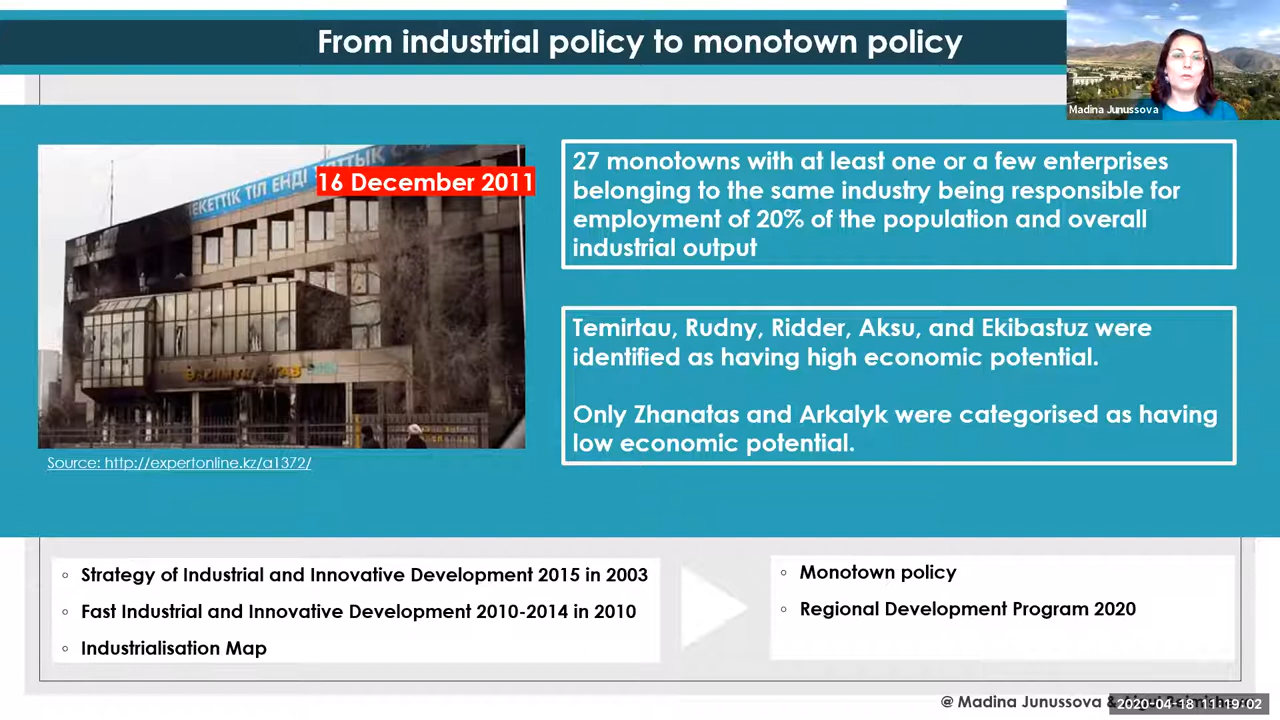 From industrial policy to monotown policy
Madina Junussova
16 December 2011
ТІЛ ЕНДІ
27 monotowns with at least one or a few enterprises
belonging to the same industry being responsible for
employment of 20% of the population and overall
industrial output
Temirtau, Rudny, Ridder, Aksu, and Ekibastuz were
identified as having high economic potential.
Only Zhanatas and Arkalyk were categorised as having
low economic potential.
Source: http://expertonline.kz/a1372/
◦ Strategy of Industrial and Innovative Development 2015 in 2003
◦ Fast Industrial and Innovative Development 2010-2014 in 2010
◦ Industrialisation Map
◦ Monotown policy
◦ Regional Development Program 2020
@ Madina Junussova &
2020-04-18 11:19:02